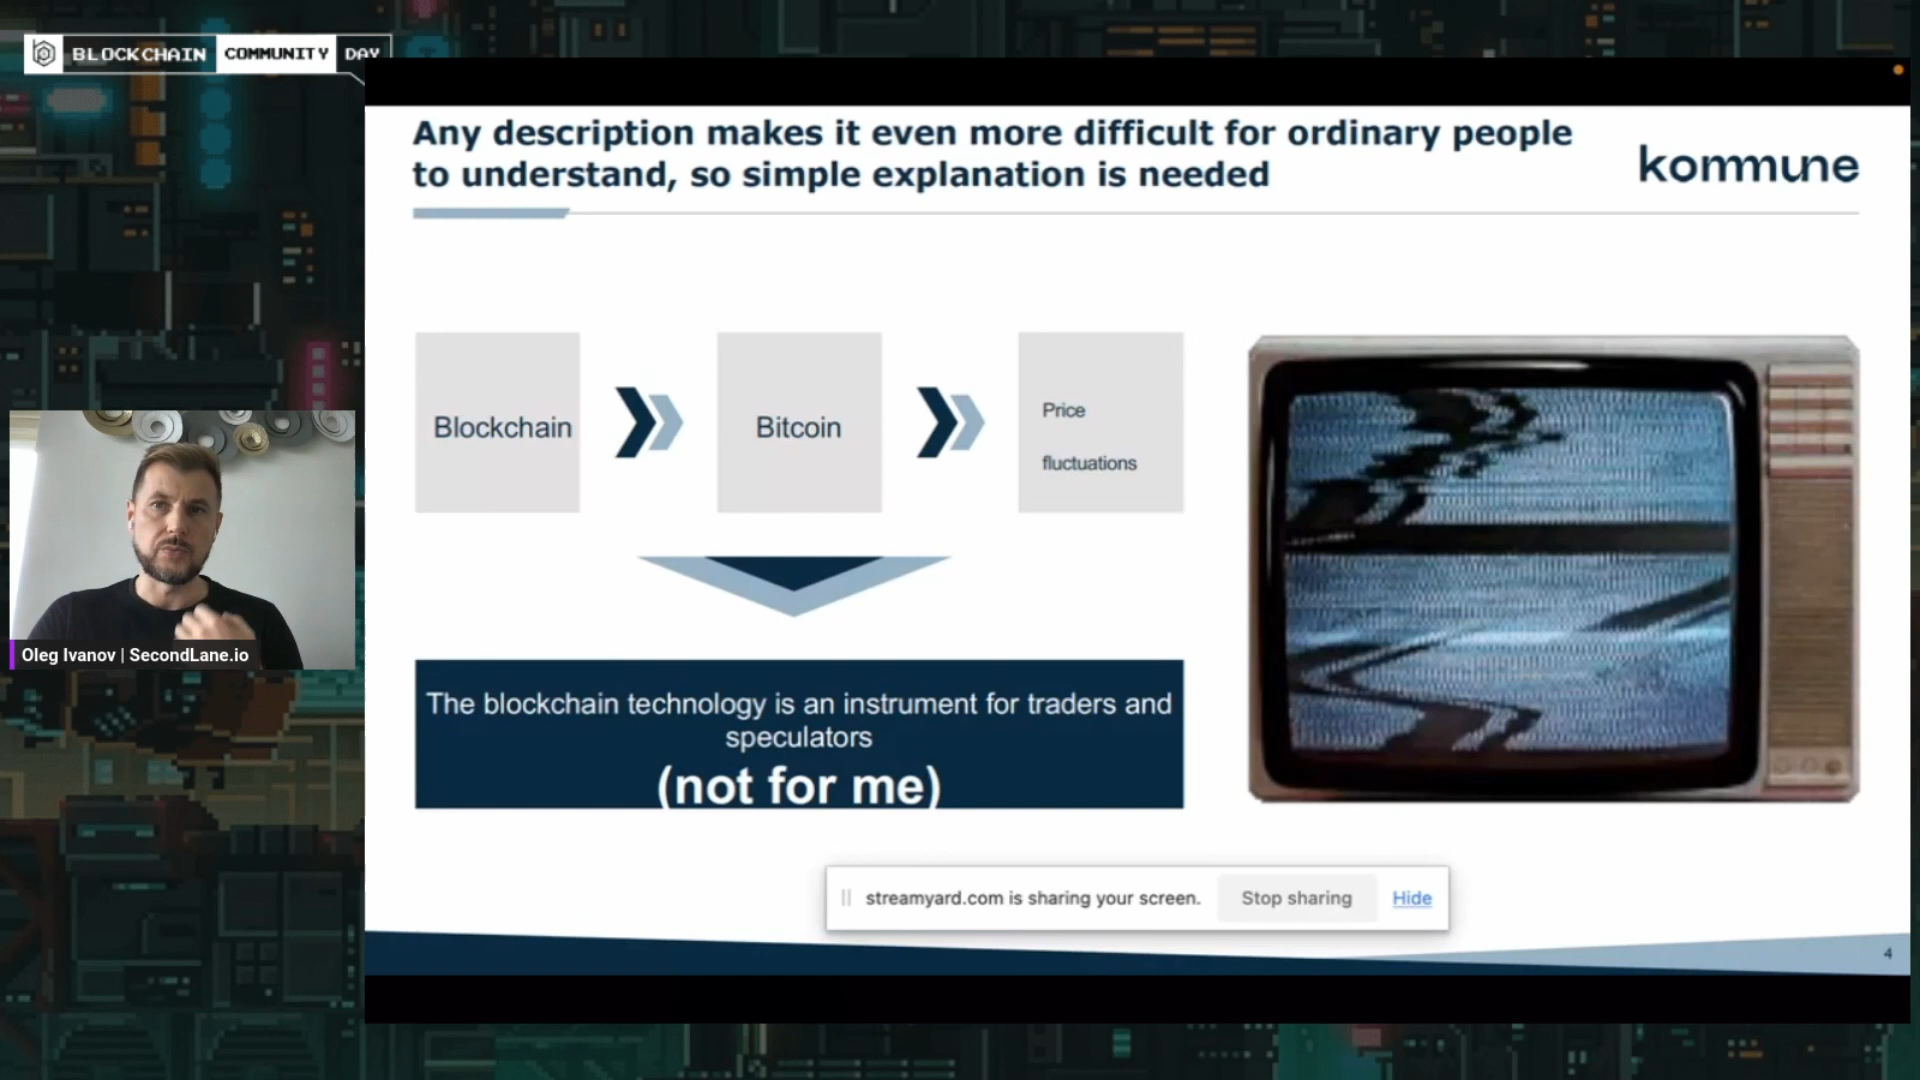 BLOCKCHAIN COMMUNITY DAY
Any description makes it even more difficult for ordinary people
to understand, so simple explanation is needed
kommune
Blockchain
Bitcoin
Price
fluctuations
The blockchain technology is an instrument for traders and
speculators
(not for me)
Oleg Ivanov | SecondLane.io
streamyard.com is sharing your screen.
Stop sharing
Hide
4